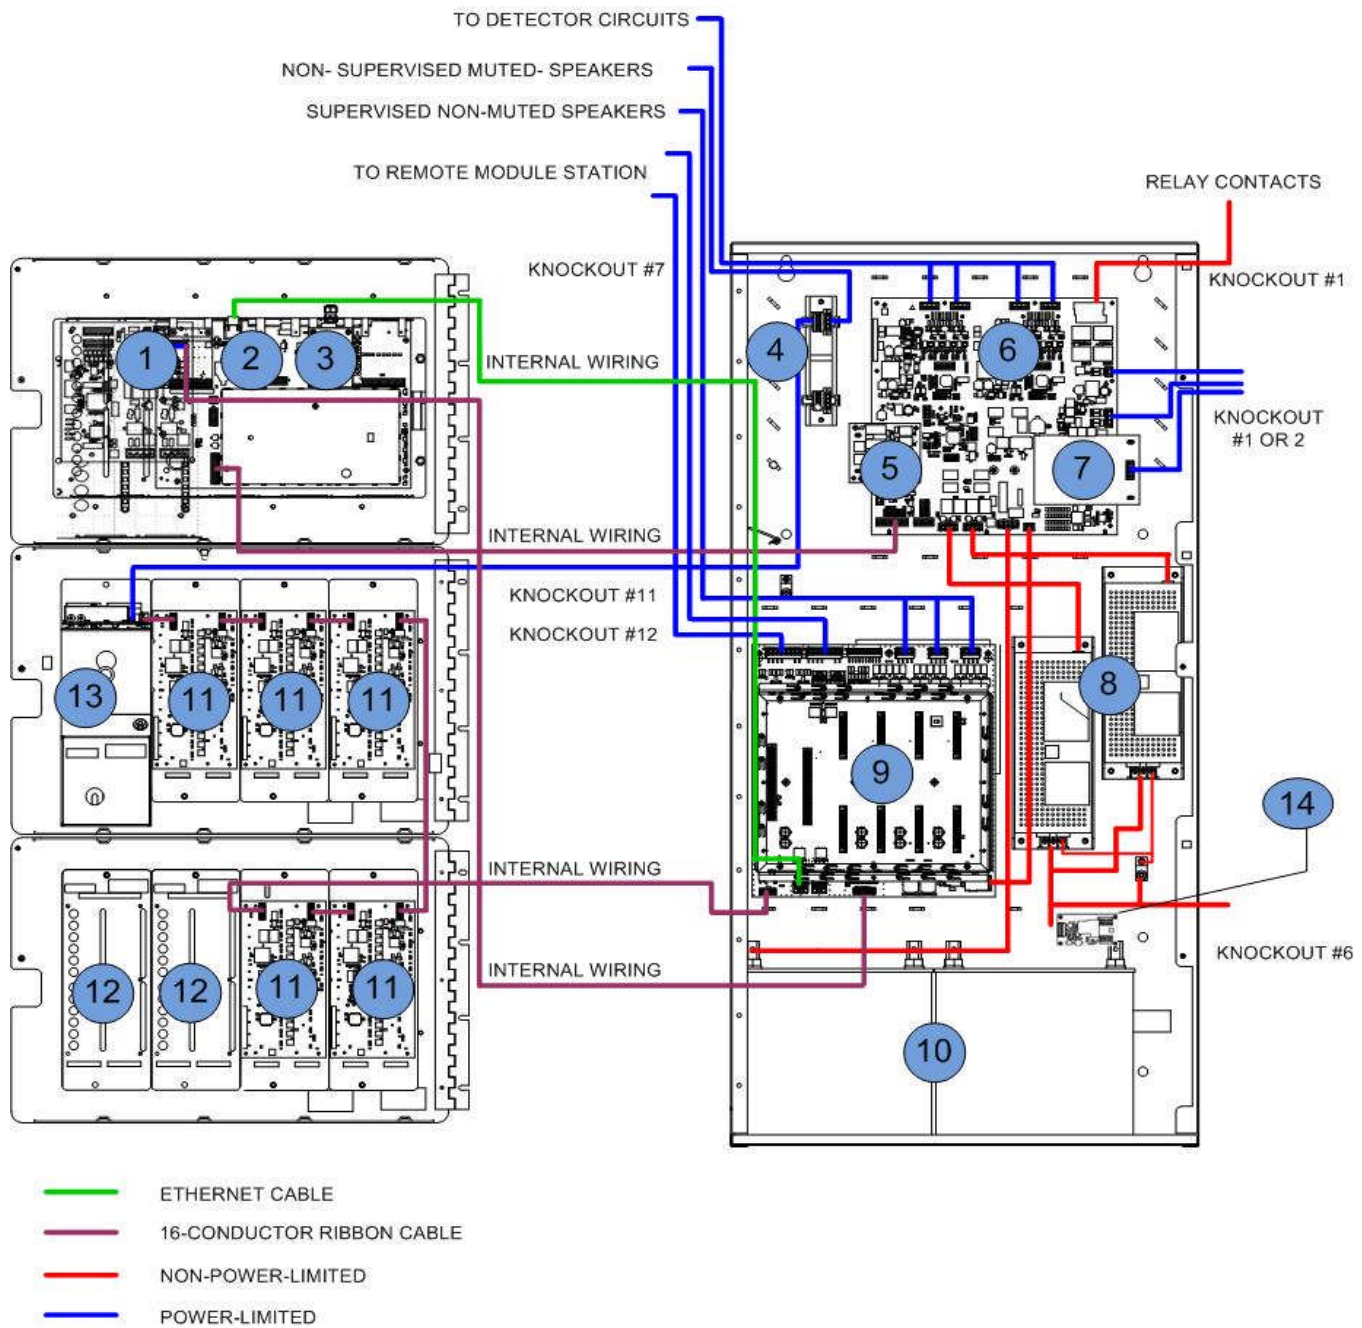 TO DETECTOR CIRCUITS
NON- SUPERVISED MUTED- SPEAKERS
SUPERVISED NON-MUTED SPEAKERS
TO REMOTE MODULE STATION
RELAY CONTACTS
KNOCKOUT #7
KNOCKOUT #1
1
2
3
4
6
INTERNAL WIRING
KNOCKOUT
#1 OR 2
5
7
INTERNAL WIRING
KNOCKOUT #11
KNOCKOUT #12
13
11
11
11
8
9
14
INTERNAL WIRING
KNOCKOUT #6
INTERNAL WIRING
12
12
11
11
10
ETHERNET CABLE
16-CONDUCTOR RIBBON CABLE
NON-POWER-LIMITED
POWER-LIMITED